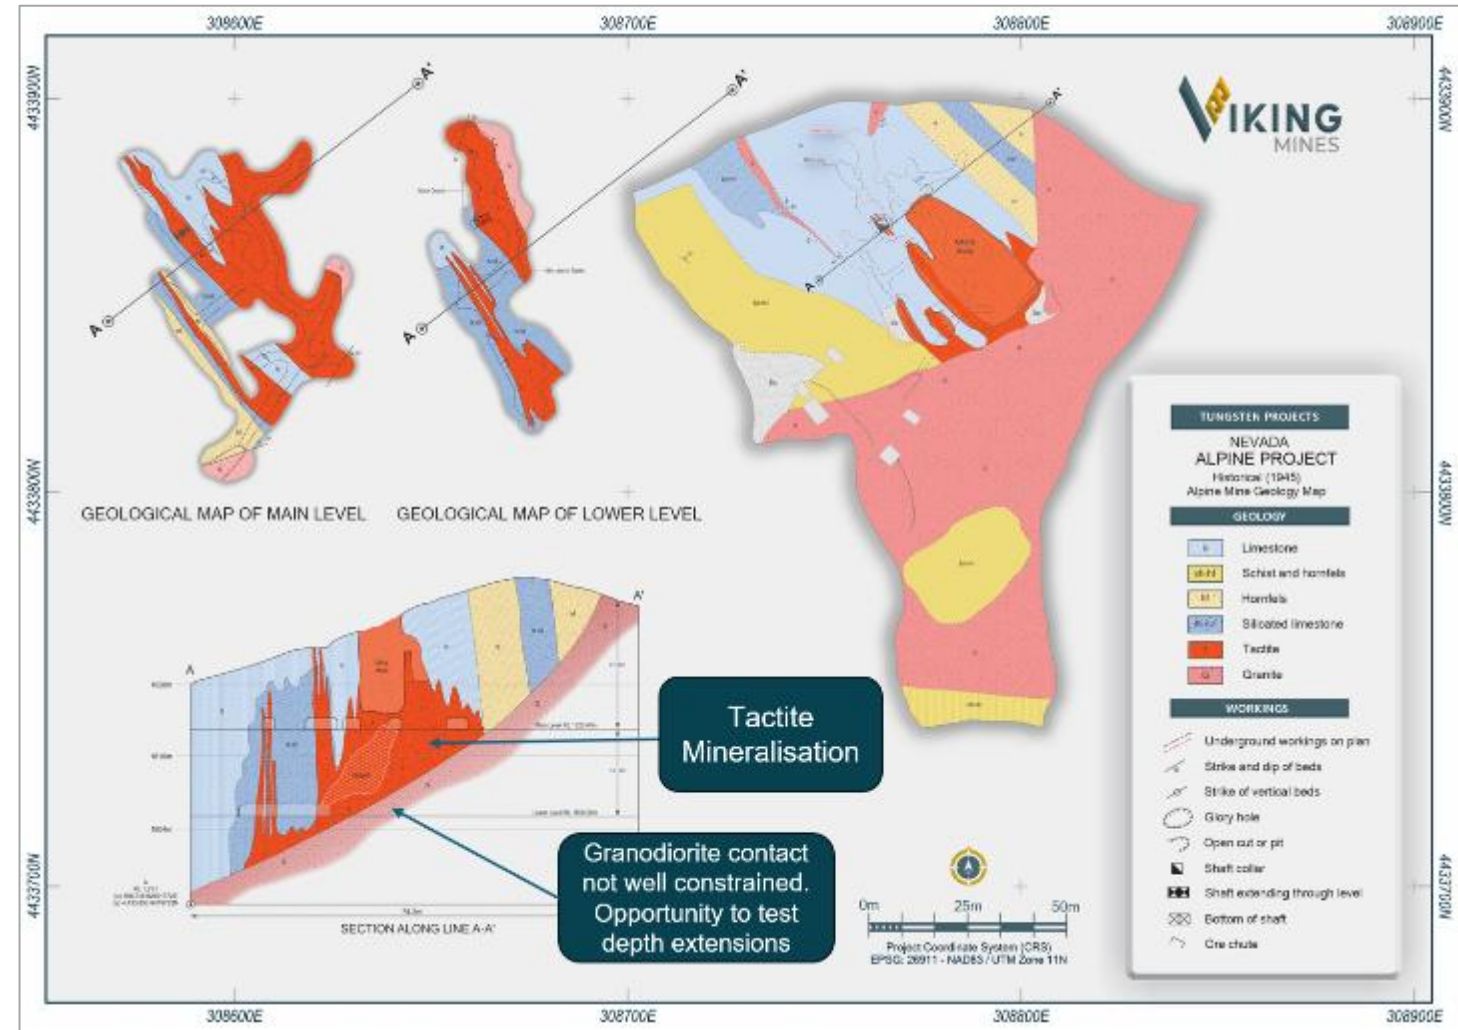 308600E
308700E
308800E
308900E
4433900N
4433900N
4433800N
4433800N
4433700N
4433700N
VIKING
MINES
A'
A
A'
A
A'
A
GEOLOGICAL MAP OF MAIN LEVEL
GEOLOGICAL MAP OF LOWER LEVEL
A
A'
SECTION ALONG LINE A-A'
Tactite
Mineralisation
Granodiorite contact
not well constrained.
Opportunity to test
depth extensions
TUNGSTEN PROJECTS
NEVADA
ALPINE PROJECT
Historical (1945)
Alpine Mine Geology Map
GEOLOGY
Limestone
Schist and hornfels
Hornfels
Silicated limestone
Tactite
Granite
WORKINGS
Underground workings on plan
Strike and dip of beds
Strike of vertical beds
Glory hole
Open cut or pit
Shaft collar
Shaft extending through level
Bottom of shaft
Ore chute
0m 25m 50m
Project Coordinate System (CRS)
EPSG: 26911 - NAD83 / UTM Zone 11N
308600E
308700E
308800E
308900E